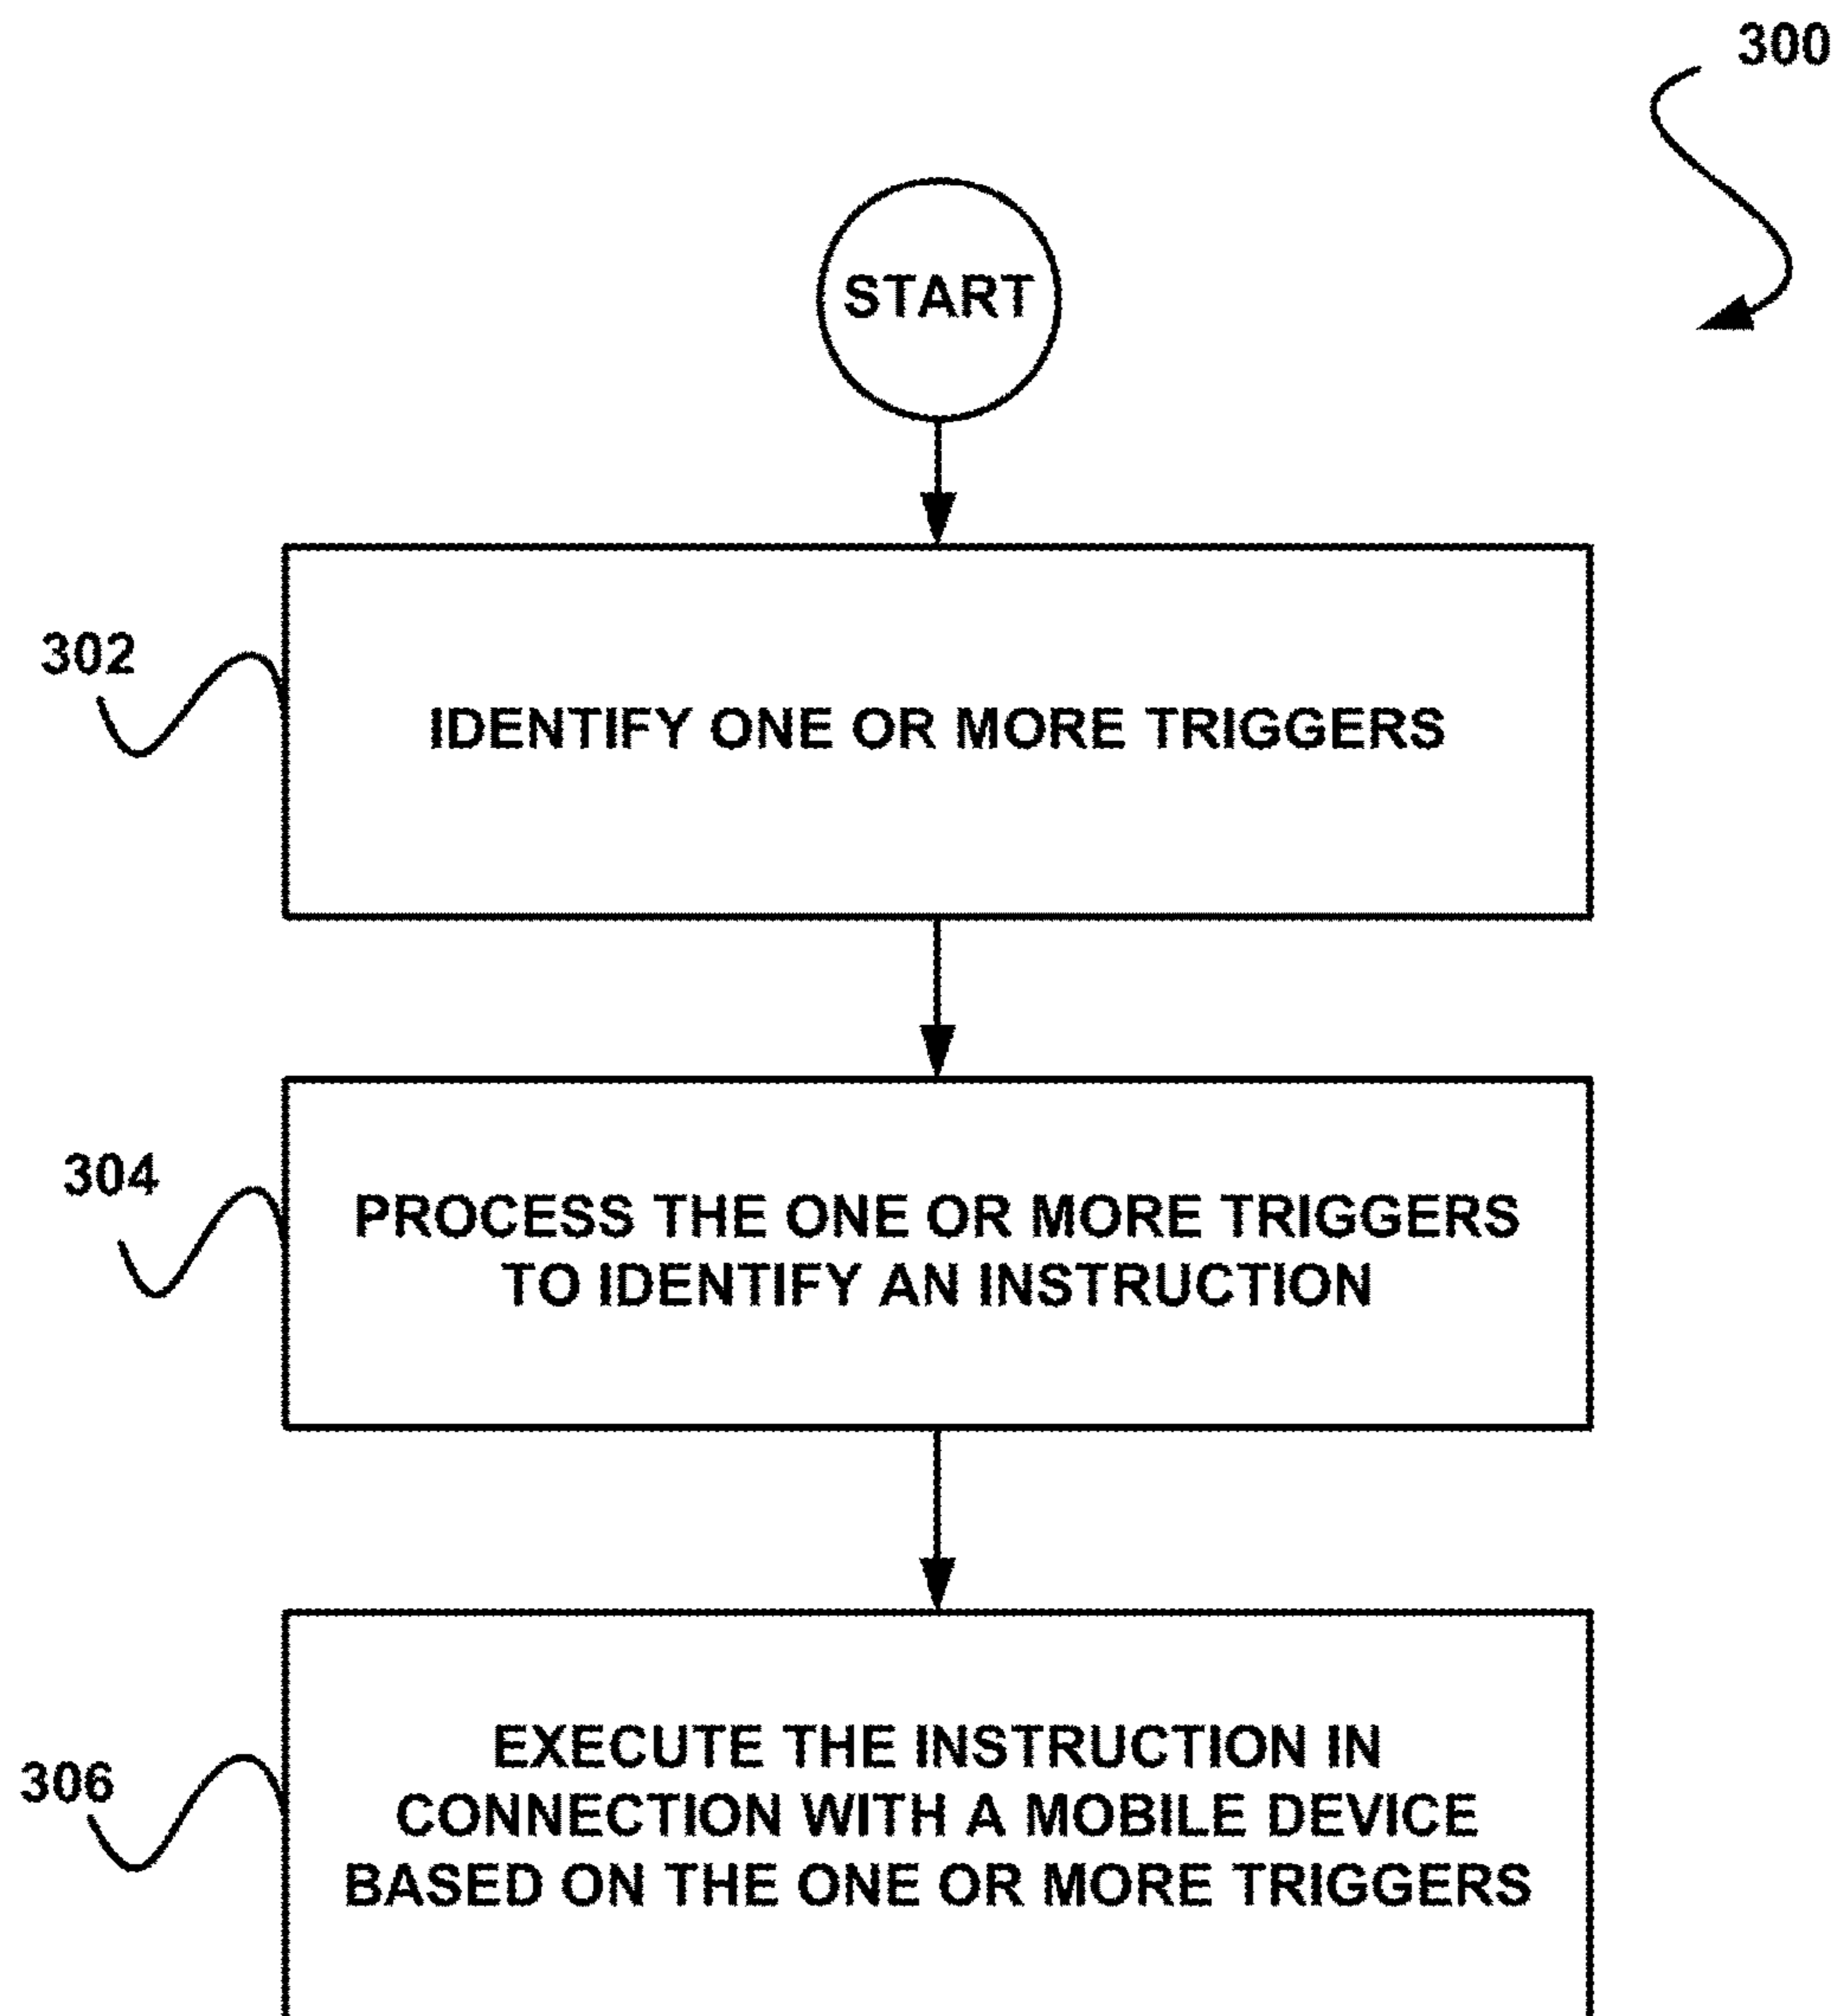 300
START
302
IDENTIFY ONE OR MORE TRIGGERS
304
PROCESS THE ONE OR MORE TRIGGERS
TO IDENTIFY AN INSTRUCTION
306
EXECUTE THE INSTRUCTION IN
CONNECTION WITH A MOBILE DEVICE
BASED ON THE ONE OR MORE TRIGGERS